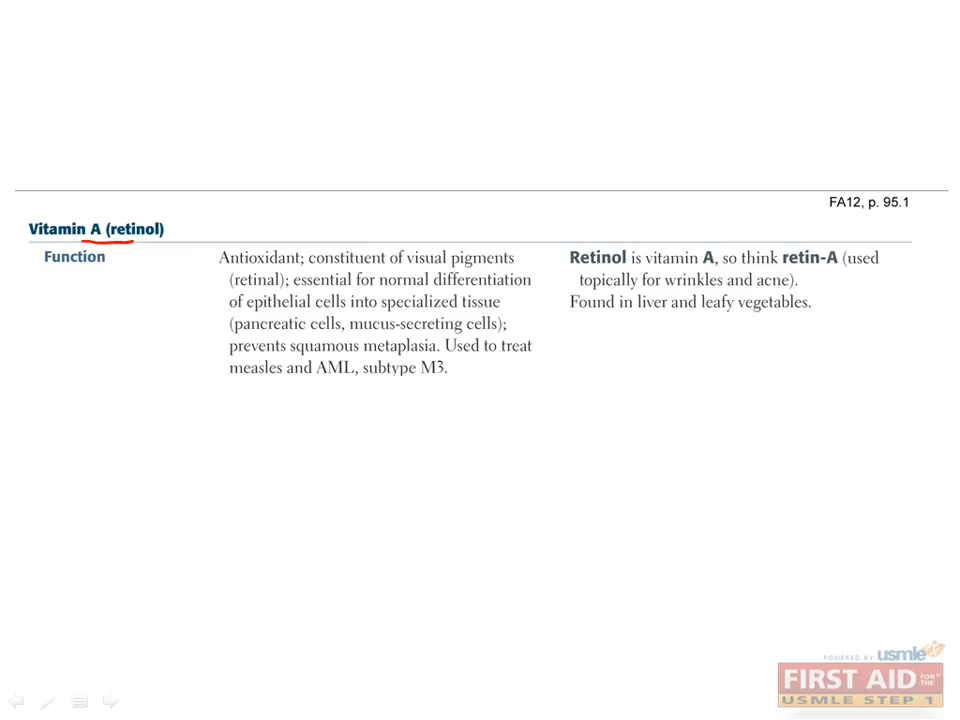 FA12, p. 95.1
Vitamin A (retinol)
Function
Antioxidant; constituent of visual pigments
(retinal); essential for normal differentiation
of epithelial cells into specialized tissue
(pancreatic cells, mucus-secreting cells);
prevents squamous metaplasia. Used to treat
measles and AML, subtype M3.
Retinol is vitamin A, so think retin-A (used
topically for wrinkles and acne).
Found in liver and leafy vegetables.
POWERED BY usmle
FIRST AID FOR THE
USMLE STEP 1